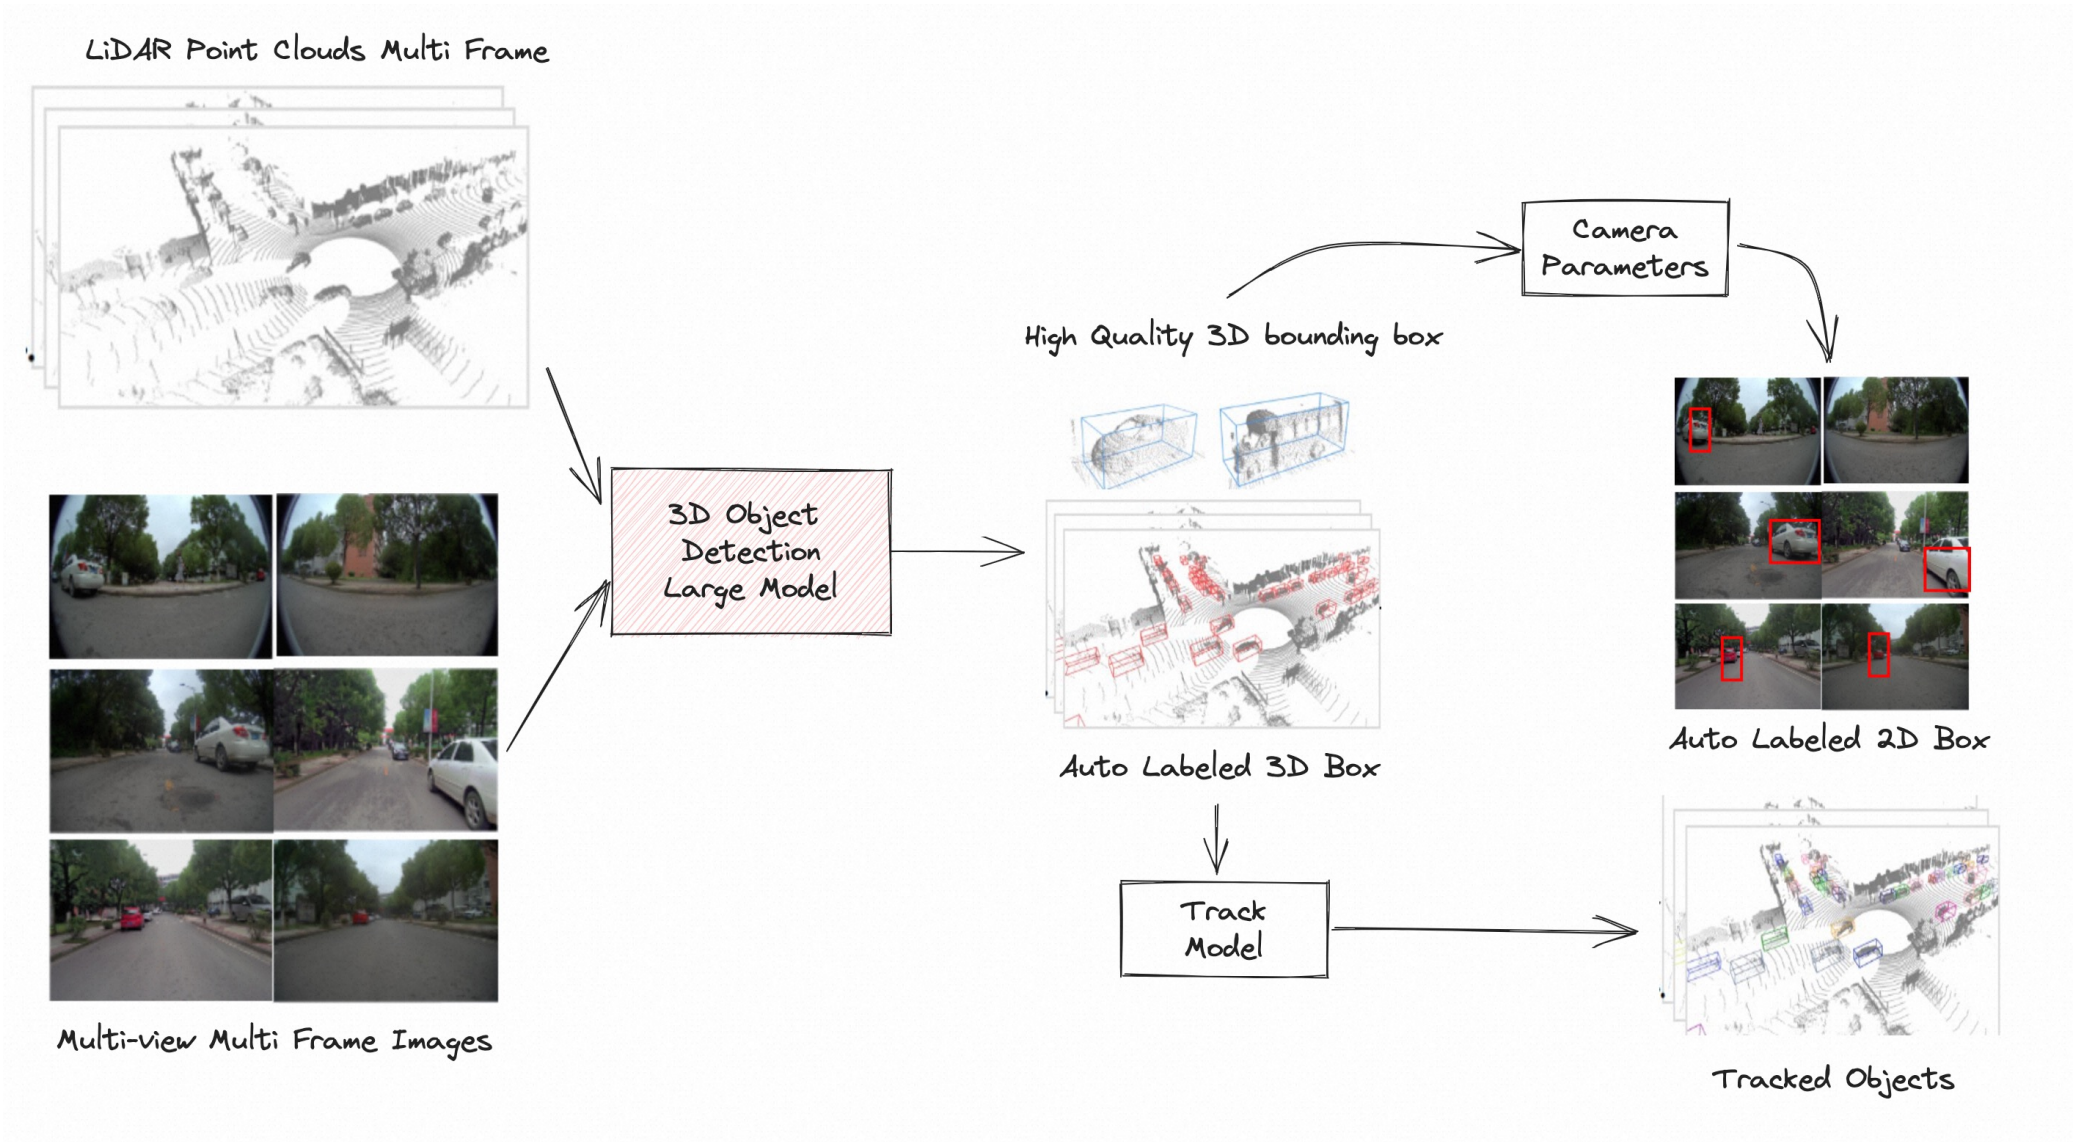 LiDAR Point Clouds Multi Frame
Multi-view Multi Frame Images
3D Object
Detection
Large Model
High Quality 3D bounding box
Auto Labeled 3D Box
Track
Model
Camera
Parameters
Auto Labeled 2D Box
Tracked Objects